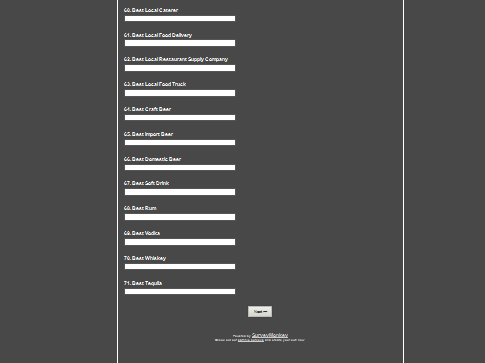 60. Best Local Caterer
61. Best Local Food Delivery
62. Best Local Restaurant Supply Company
63. Best Local Food Truck
64. Best Craft Beer
65. Best Import Beer
66. Best Domestic Beer
67. Best Soft Drink
68. Best Rum
69. Best Vodka
70. Best Whiskey
71. Best Tequila
Next
Powered by SurveyMonkey